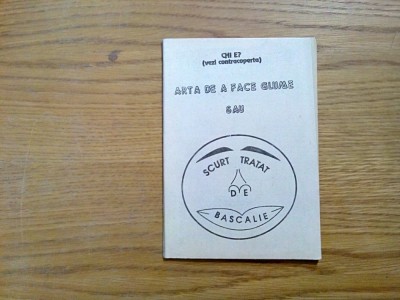 CHI E?
(vezi contracoperta)
ARTA DE A FACE GLUME
SAU
SCURT TRATAT
DE
BASCALIE